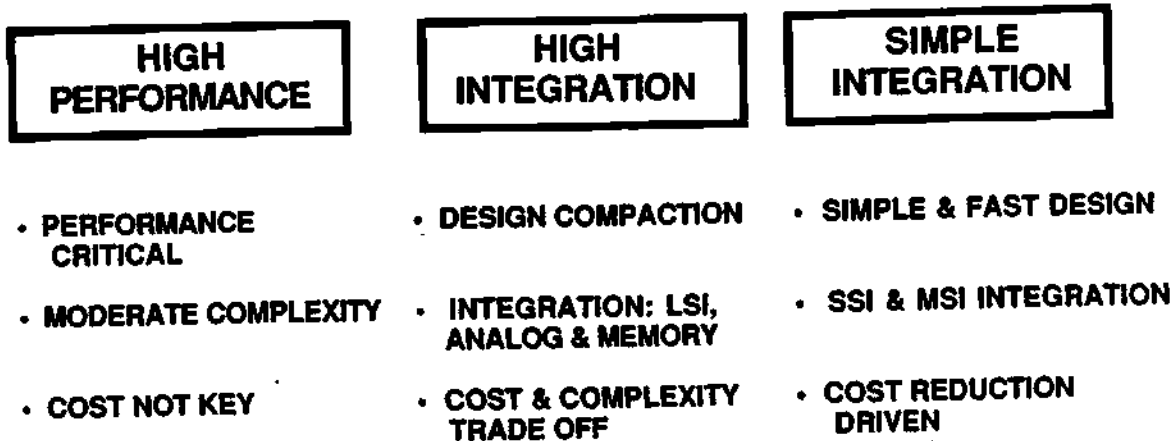 HIGH
PERFORMANCE
• PERFORMANCE
CRITICAL
• MODERATE COMPLEXITY
• COST NOT KEY
HIGH
INTEGRATION
• DESIGN COMPACTION
• INTEGRATION: LSI,
ANALOG & MEMORY
• COST & COMPLEXITY
TRADE OFF
SIMPLE
INTEGRATION
• SIMPLE & FAST DESIGN
• SSI & MSI INTEGRATION
• COST REDUCTION
DRIVEN